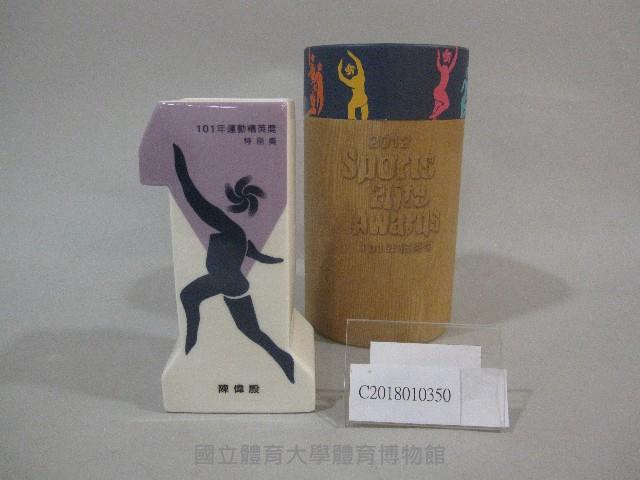 101年運動精英獎
特別獎
陳偉殷
2012
Sports
Elite
Awards
C2018010350
國立體育大學體育博物館